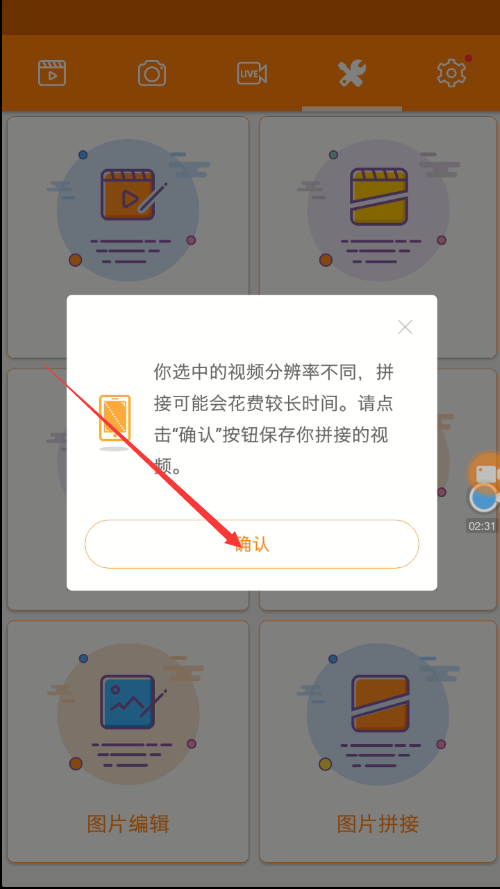 LIVE
你选中的视频分辨率不同，拼
接可能会花费较长时间。请点
击“确认”按钮保存你拼接的视
频。
确认
02:31
图片编辑
图片拼接